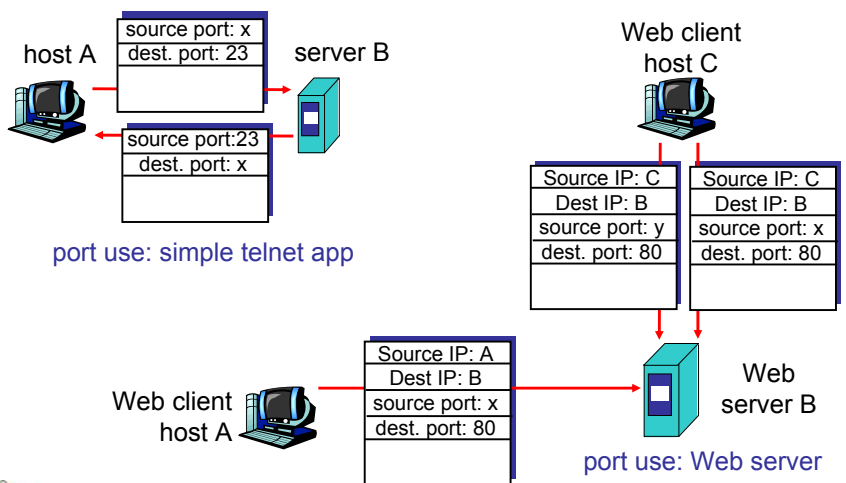 host A
source port: x
dest. port: 23
server B
source port:23
dest. port: x
port use: simple telnet app
Web client
host C
Source IP: C
Dest IP: B
source port: y
dest. port: 80
Source IP: C
Dest IP: B
source port: x
dest. port: 80
Web client
host A
Source IP: A
Dest IP: B
source port: x
dest. port: 80
Web
server B
port use: Web server